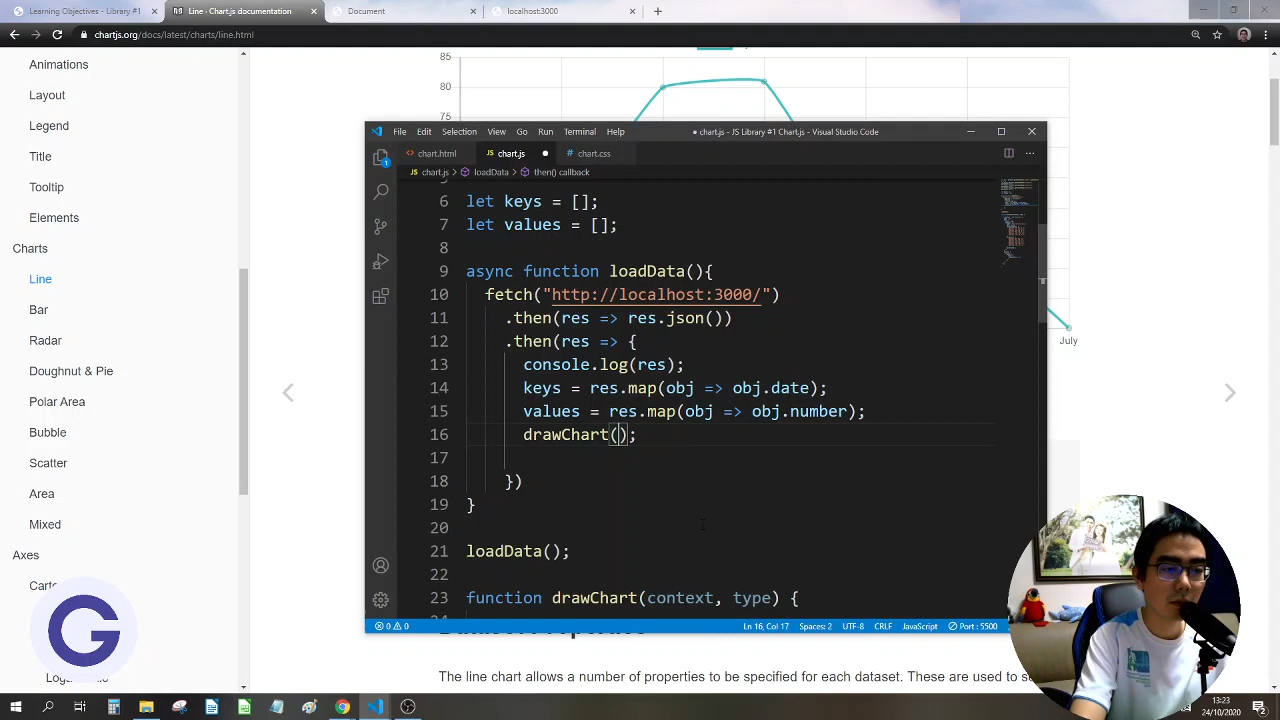 Learning Objectives - Library #1
Line · Chart.js documentation
Document
localhost:3000
chartjs.org/docs/latest/charts/line.html
Animations
Layout
Legend
Title
Tooltip
Elements
Charts
Line
Bar
Radar
Doughnut & Pie
Polar Area
Bubble
Scatter
Area
Mixed
Axes
85
80
75
July
File Edit Selection View Go Run Terminal Help
● chart.js - JS Library #1 Chart.js - Visual Studio Code
chart.html
chart.js
chart.css
chart.js > loadData > then() callback
6 let keys = [];
7 let values = [];
8
9 async function loadData(){
10 fetch("http://localhost:3000/")
11 .then(res => res.json())
12 .then(res => {
13 console.log(res);
14 keys = res.map(obj => obj.date);
15 values = res.map(obj => obj.number);
16 drawChart();
17
18 })
19 }
20
21 loadData();
22
23 function drawChart(context, type) {
1
0 0 Ln 16, Col 17 Spaces: 2 UTF-8 CRLF JavaScript Port : 5500
The line chart allows a number of properties to be specified for each dataset. These are used to
G
13:23
24/10/2020
2